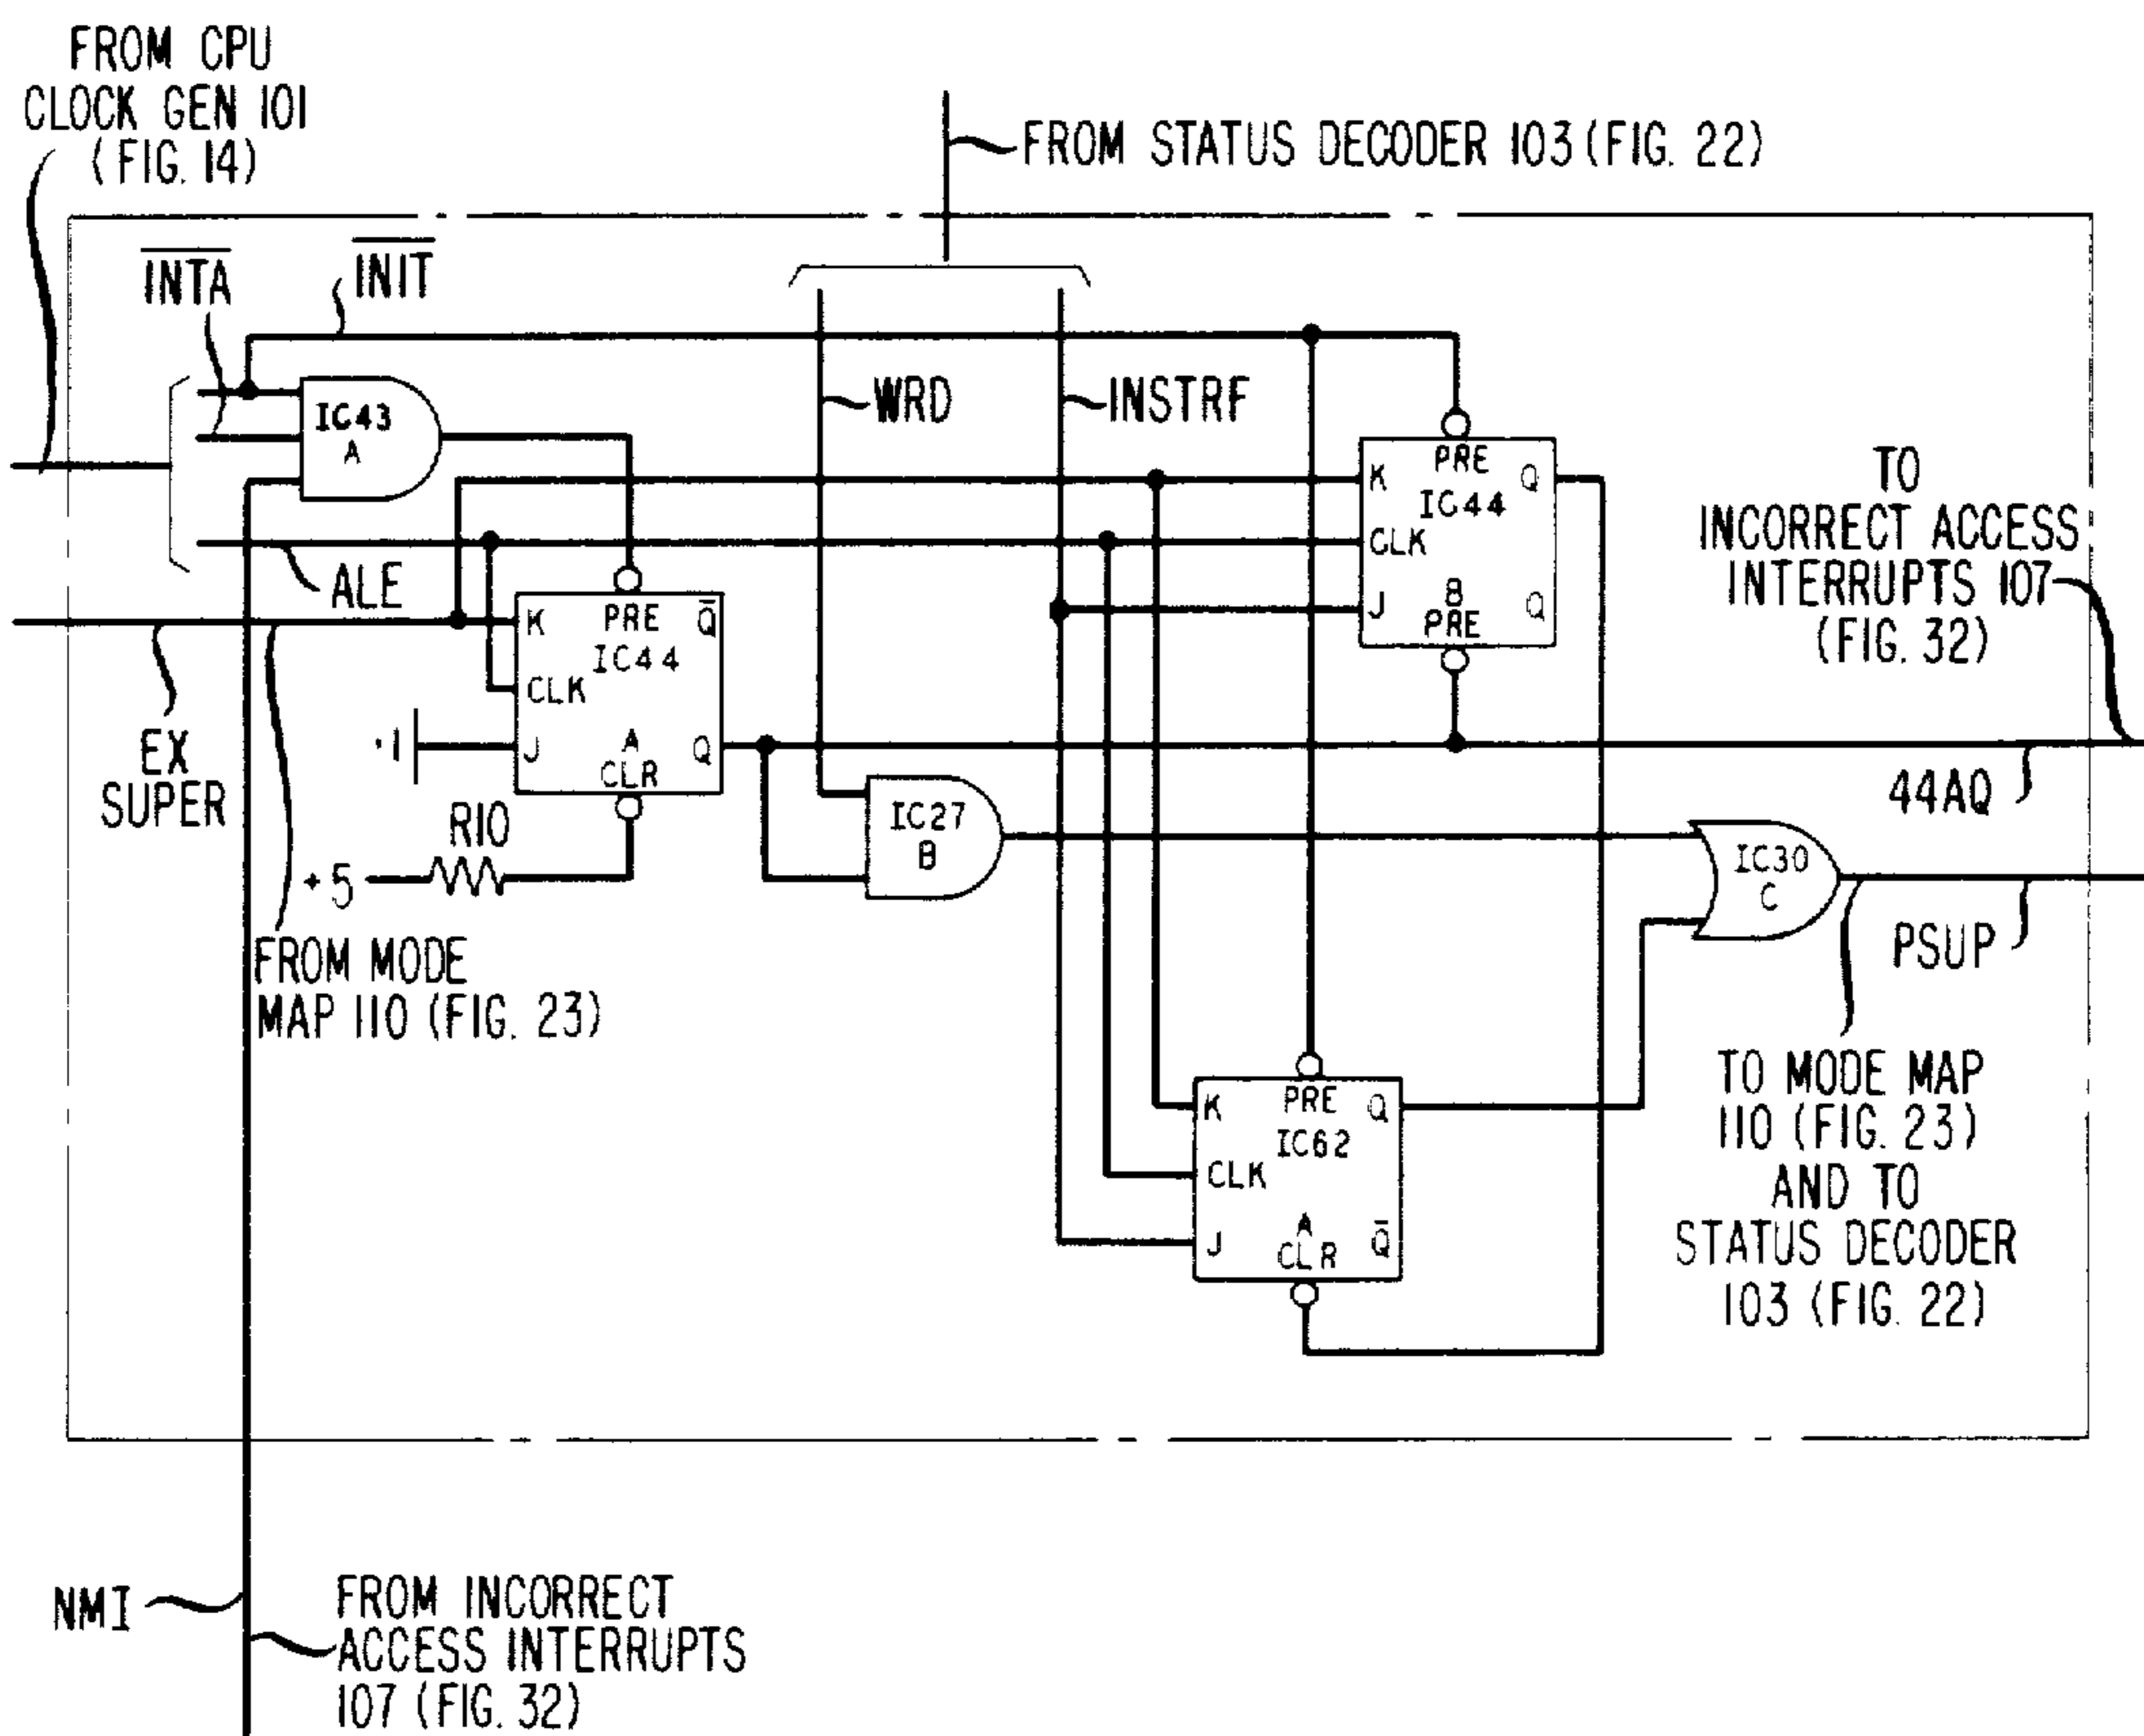 FROM CPU
CLOCK GEN 101
(FIG. 14)
FROM STATUS DECODER 103 (FIG. 22)
INTA
INIT
WRD
INSTRF
IC43
A
ALE
EX
SUPER
K
PRE
Q
IC44
CLK
J
A
CLR
Q
R10
+5
FROM MODE
MAP 110 (FIG. 23)
IC27
B
K
PRE
Q
IC44
CLK
J
8
PRE
Q
TO
INCORRECT ACCESS
INTERRUPTS 107
(FIG. 32)
44AQ
IC30
C
PSUP
K
PRE
Q
IC62
CLK
J
A
CLR
Q
TO MODE MAP
110 (FIG. 23)
AND TO
STATUS DECODER
103 (FIG. 22)
NMI
FROM INCORRECT
ACCESS INTERRUPTS
107 (FIG. 32)